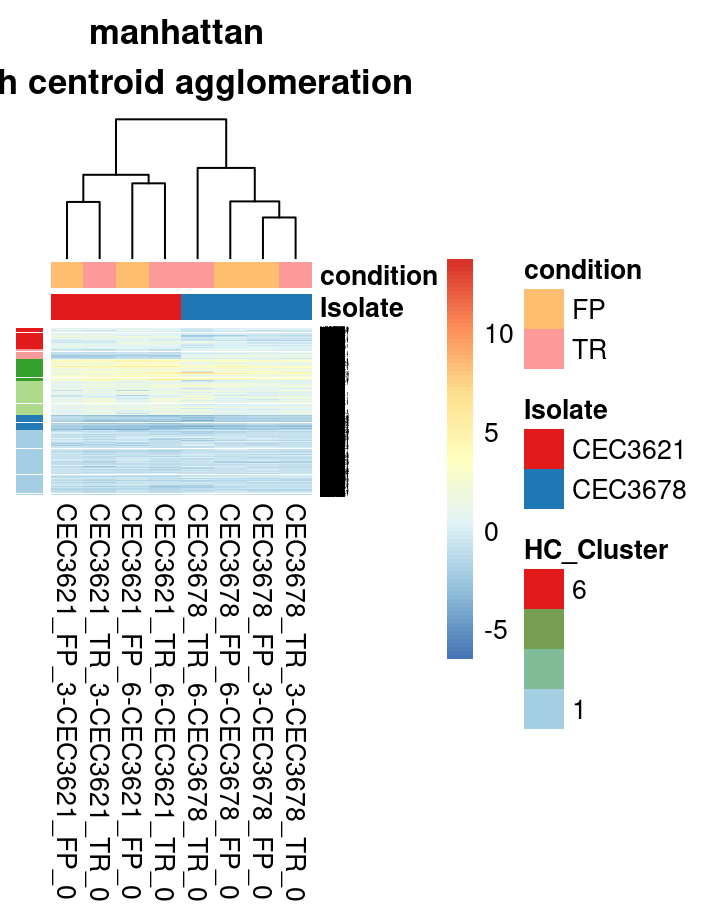 manhattan
h centroid agglomeration
condition
Isolate
10
5
0
-5
condition
FP
TR
Isolate
CEC3621
CEC3678
HC_Cluster
6
1
CEC3621_FP_3-CEC3621_FP_0
CEC3621_TR_3-CEC3621_TR_0
CEC3621_FP_6-CEC3621_FP_0
CEC3621_TR_6-CEC3621_TR_0
CEC3678_TR_6-CEC3678_TR_0
CEC3678_FP_6-CEC3678_FP_0
CEC3678_FP_3-CEC3678_FP_0
CEC3678_TR_3-CEC3678_TR_0